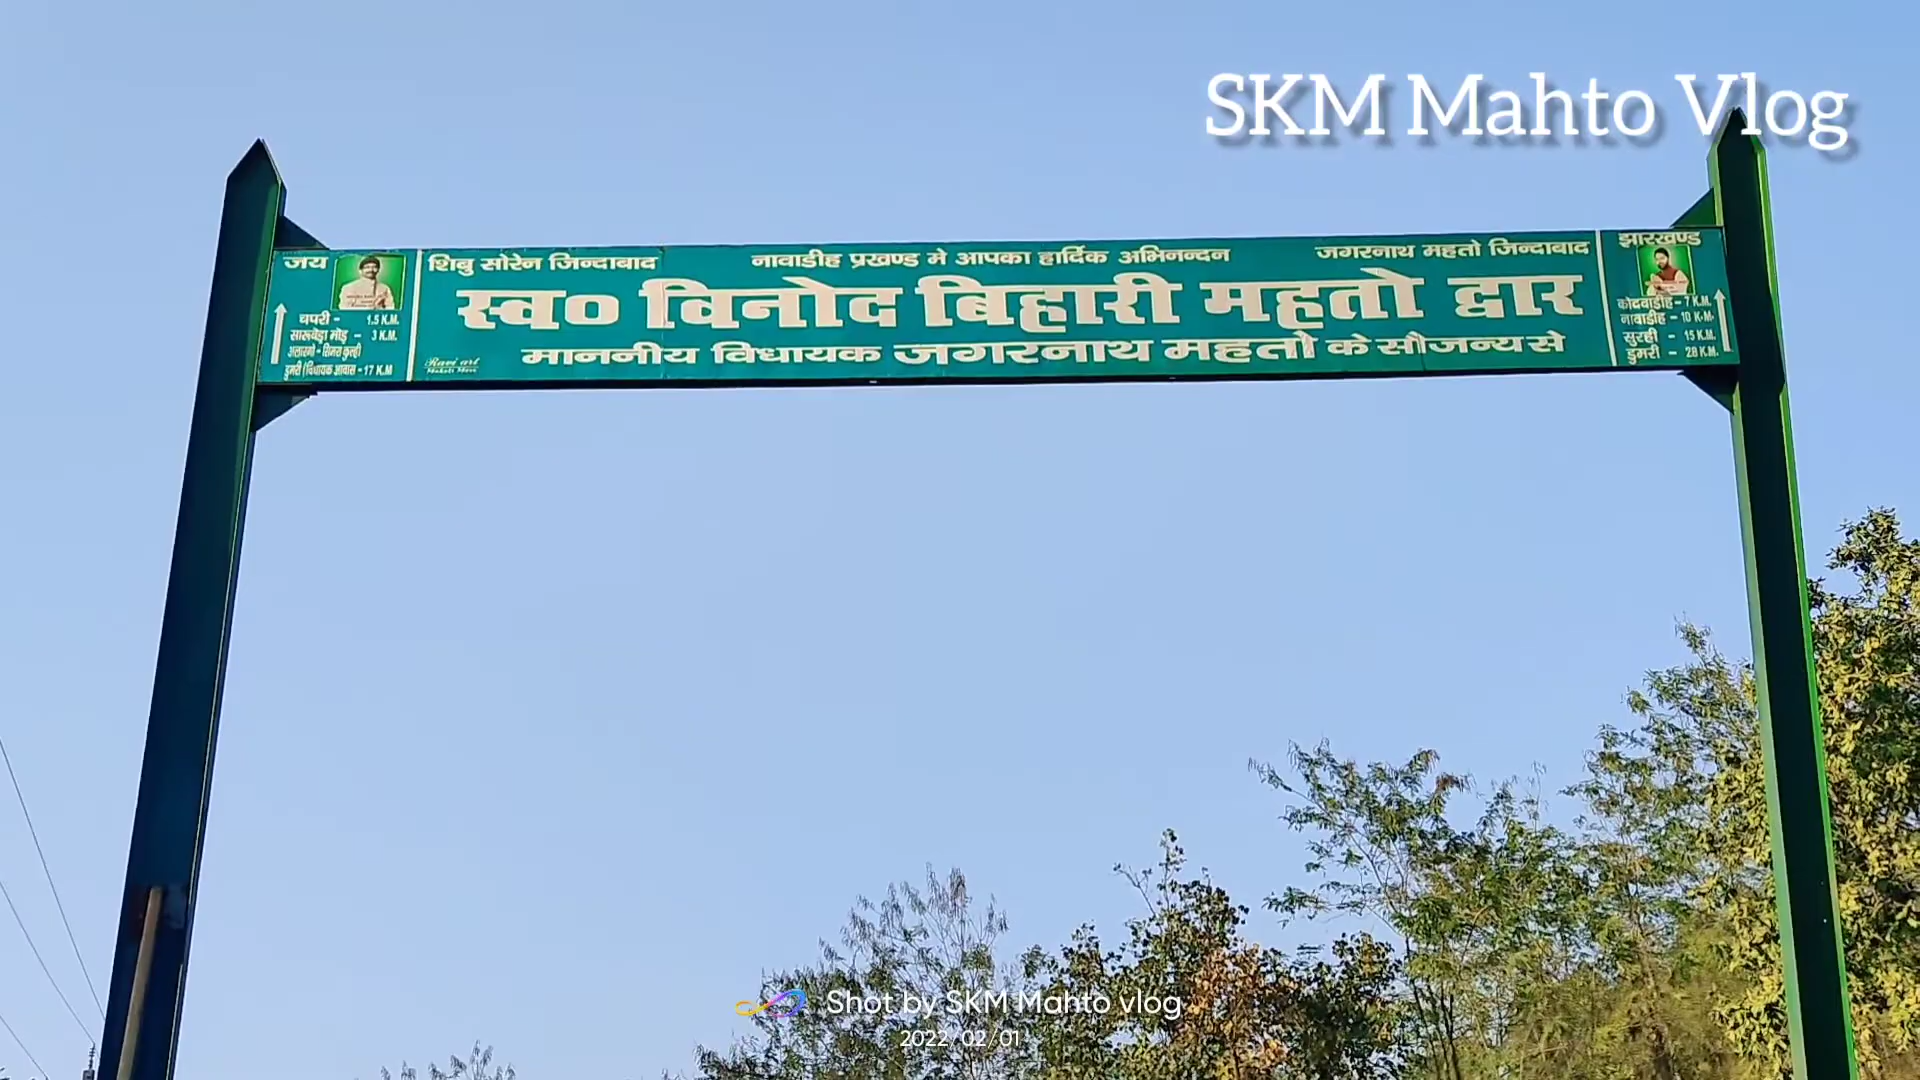 SKM Mahto Vlog
जय
चपरी - 1.5 K.M.
सारूबेड़ा मोड़ - 3 K.M.
डुमरी (विधायक आवास - 17 K.M
शिबु सोरेन जिन्दाबाद
नावाडीह प्रखण्ड मे आपका हार्दिक अभिनन्दन
जगरनाथ महतो जिन्दाबाद
स्व० विनोद बिहारी महतो द्वार
माननीय विधायक जगरनाथ महतो के सौजन्य से
Ravi art
झारखण्ड
कोदवाडीह - 7 K.M.
नावाडीह - 10 K.M.
सुरही - 15 K.M.
डुमरी - 28 K.M.
Shot by SKM Mahto vlog
2022/02/01